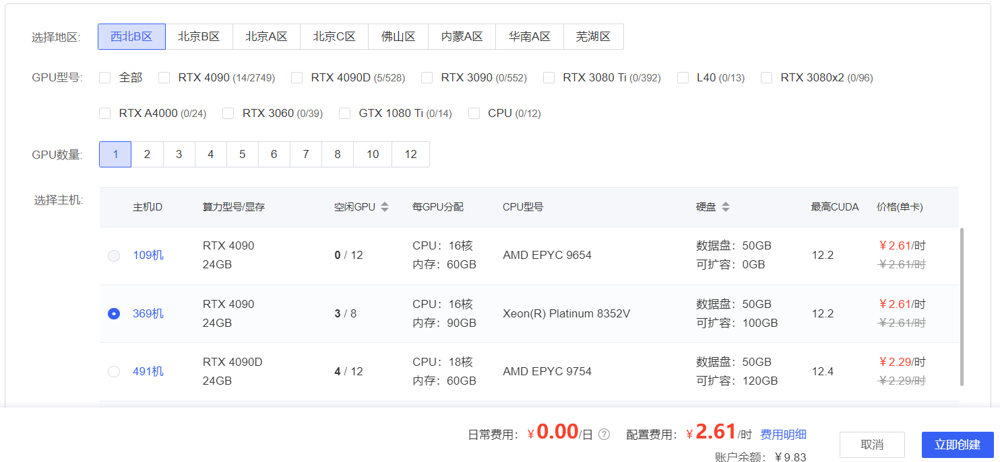 选择地区: 西北B区 北京B区 北京A区 北京C区 佛山区 内蒙A区 华南A区 芜湖区
GPU型号: 全部 RTX 4090 (14/2749) RTX 4090D (5/528) RTX 3090 (0/552) RTX 3080 Ti (0/392) L40 (0/13) RTX 3080x2 (0/96)
RTX A4000 (0/24) RTX 3060 (0/39) GTX 1080 Ti (0/14) CPU (0/12)
GPU数量: 1 2 3 4 5 6 7 8 10 12
选择主机:
主机ID 算力型号/显存 空闲GPU 每GPU分配 CPU型号 硬盘 最高CUDA 价格(单卡)
RTX 4090 CPU：16核 数据盘：50GB ￥2.61/时
109机 0 / 12 AMD EPYC 9654 12.2
24GB 内存：60GB 可扩容：0GB ￥2.61/时
RTX 4090 CPU：16核 数据盘：50GB ￥2.61/时
369机 3 / 8 Xeon(R) Platinum 8352V 12.2
24GB 内存：90GB 可扩容：100GB ￥2.61/时
RTX 4090D CPU：18核 数据盘：50GB ￥2.29/时
491机 4 / 12 AMD EPYC 9754 12.4
24GB 内存：60GB 可扩容：120GB ￥2.29/时
日常费用：￥0.00/日 ? 配置费用：￥2.61/时 费用明细
取消 立即创建
账户余额：￥9.83